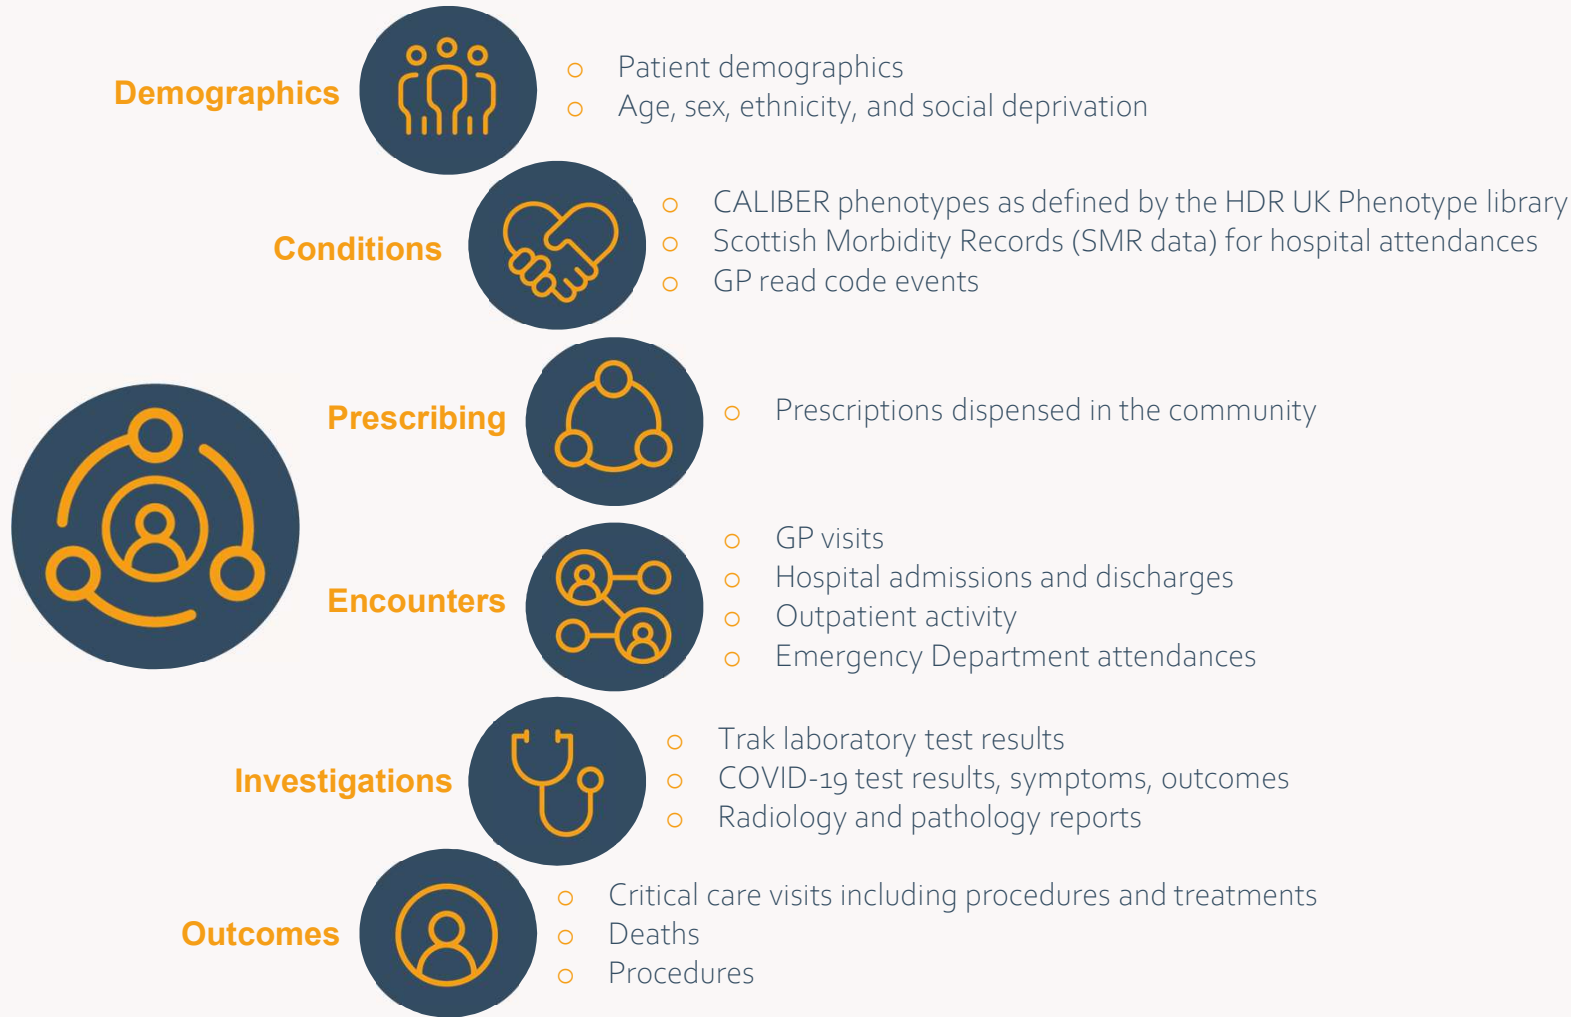 Demographics
Patient demographics
Age, sex, ethnicity, and social deprivation
Conditions
CALIBER phenotypes as defined by the HDR UK Phenotype library
Scottish Morbidity Records (SMR data) for hospital attendances
GP read code events
Prescribing
Prescriptions dispensed in the community
Encounters
GP visits
Hospital admissions and discharges
Outpatient activity
Emergency Department attendances
Investigations
Trak laboratory test results
COVID-19 test results, symptoms, outcomes
Radiology and pathology reports
Outcomes
Critical care visits including procedures and treatments
Deaths
Procedures